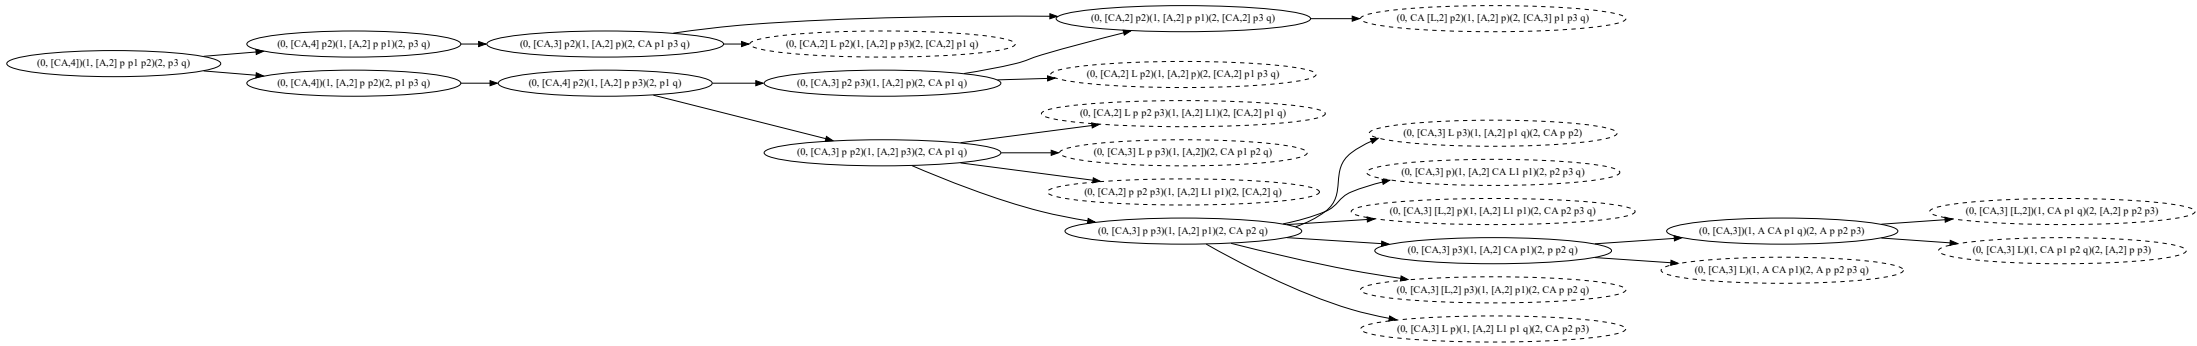 (0, [CA,4])(1, [A,2] p p1 p2)(2, p3 q)
(0, [CA,4] p2)(1, [A,2] p p1)(2, p3 q)
(0, [CA,4])(1, [A,2] p p2)(2, p1 p3 q)
(0, [CA,3] p2)(1, [A,2] p)(2, CA p1 p3 q)
(0, [CA,4] p2)(1, [A,2] p p3)(2, p1 q)
(0, [CA,2] L p2)(1, [A,2] p p3)(2, [CA,2] p1 q)
(0, [CA,3] p2 p3)(1, [A,2] p)(2, CA p1 q)
(0, [CA,3] p p2)(1, [A,2] p3)(2, CA p1 q)
(0, [CA,2] p2)(1, [A,2] p p1)(2, [CA,2] p3 q)
(0, [CA,2] L p2)(1, [A,2] p)(2, [CA,2] p1 p3 q)
(0, [CA,2] L p p2 p3)(1, [A,2] L1)(2, [CA,2] p1 q)
(0, [CA,3] L p p3)(1, [A,2])(2, CA p1 p2 q)
(0, [CA,2] p p2 p3)(1, [A,2] L1 p1)(2, [CA,2] q)
(0, [CA,3] p p3)(1, [A,2] p1)(2, CA p2 q)
(0, CA [L,2] p2)(1, [A,2] p)(2, [CA,3] p1 p3 q)
(0, [CA,3] L p3)(1, [A,2] p1 q)(2, CA p p2)
(0, [CA,3] p)(1, [A,2] CA L1 p1)(2, p2 p3 q)
(0, [CA,3] [L,2] p)(1, [A,2] L1 p1)(2, CA p2 p3 q)
(0, [CA,3] p3)(1, [A,2] CA p1)(2, p p2 q)
(0, [CA,3] [L,2] p3)(1, [A,2] p1)(2, CA p p2 q)
(0, [CA,3] L p)(1, [A,2] L1 p1 q)(2, CA p2 p3)
(0, [CA,3])(1, A CA p1 q)(2, A p p2 p3)
(0, [CA,3] L)(1, A CA p1)(2, A p p2 p3 q)
(0, [CA,3] [L,2])(1, CA p1 q)(2, [A,2] p p2 p3)
(0, [CA,3] L)(1, CA p1 p2 q)(2, [A,2] p p3)